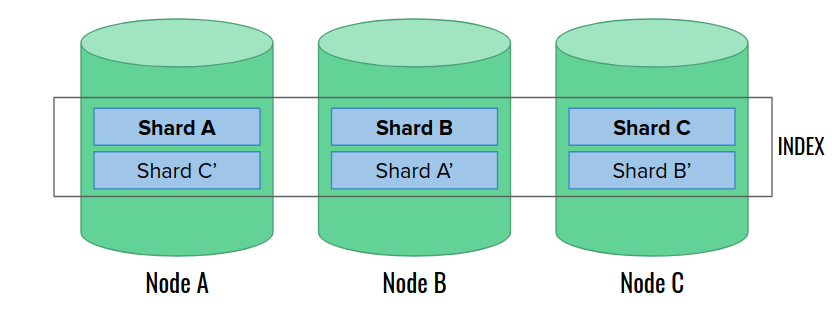 Shard A
Shard C’
Shard B
Shard A’
Shard C
Shard B’
INDEX
Node A
Node B
Node C